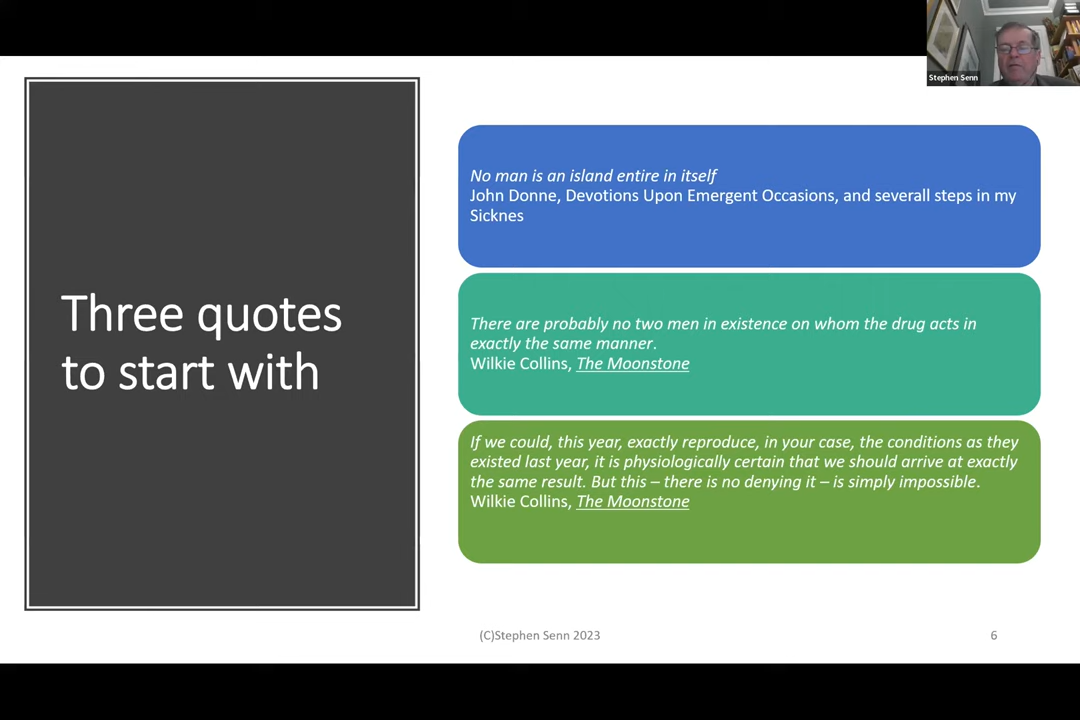 Stephen Senn
Three quotes
to start with
No man is an island entire in itself
John Donne, Devotions Upon Emergent Occasions, and severall steps in my
Sicknes
There are probably no two men in existence on whom the drug acts in
exactly the same manner.
Wilkie Collins, The Moonstone
If we could, this year, exactly reproduce, in your case, the conditions as they
existed last year, it is physiologically certain that we should arrive at exactly
the same result. But this – there is no denying it – is simply impossible.
Wilkie Collins, The Moonstone
(C)Stephen Senn 2023
6